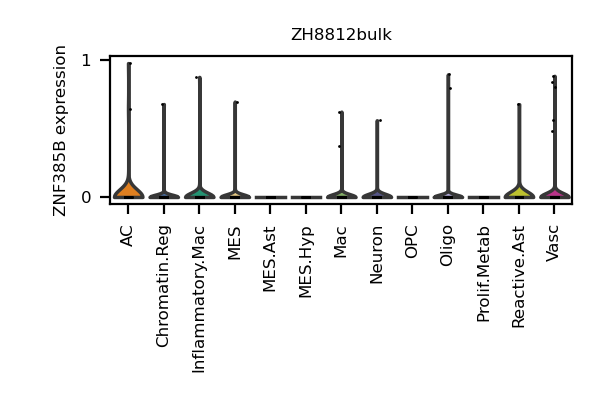 ZH8812bulk
ZNF385B expression
1
0
AC
Chromatin.Reg
Inflammatory.Mac
MES
MES.Ast
MES.Hyp
Mac
Neuron
OPC
Oligo
Prolif.Metab
Reactive.Ast
Vasc